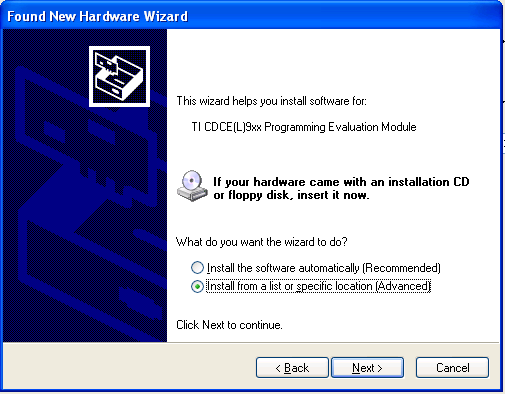 Found New Hardware Wizard
This wizard helps you install software for:
TI CDCE(L)9xx Programming Evaluation Module
If your hardware came with an installation CD
or floppy disk, insert it now.
What do you want the wizard to do?
Install the software automatically (Recommended)
Install from a list or specific location (Advanced)
Click Next to continue.
< Back Next > Cancel